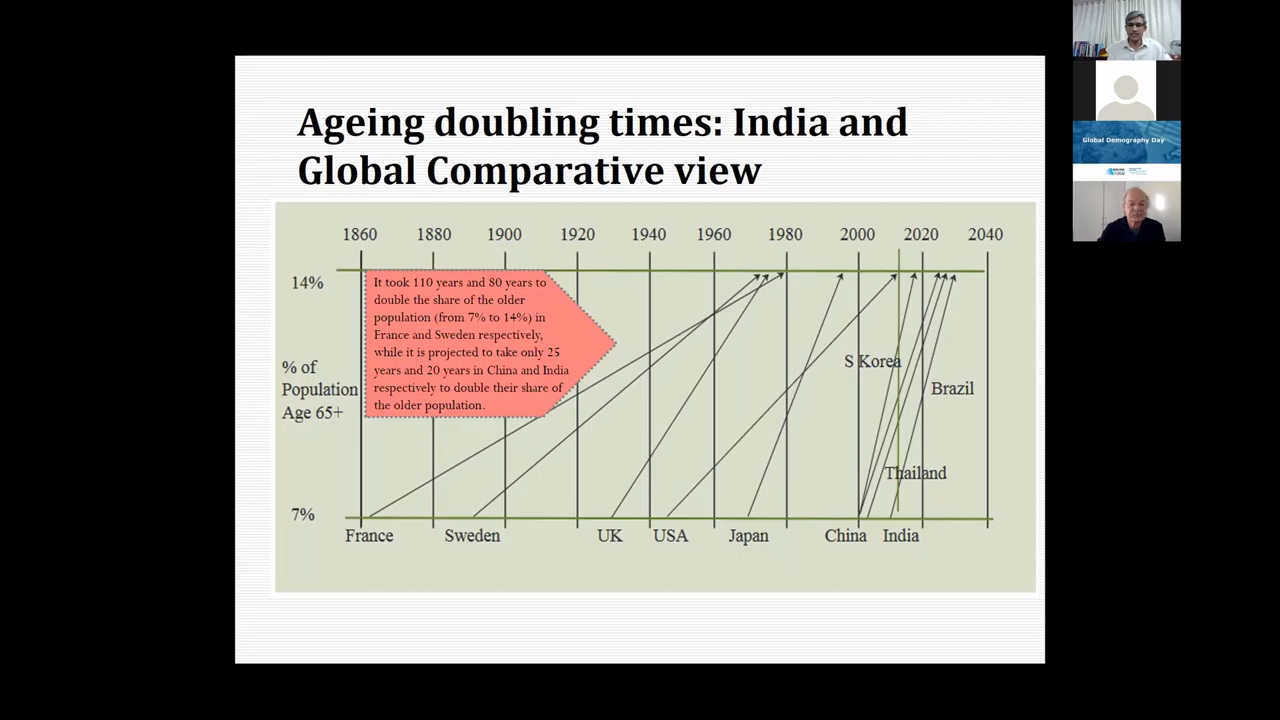 Ageing doubling times: India and
Global Comparative view
1860 1880 1900 1920 1940 1960 1980 2000 2020 2040
14%
It took 110 years and 80 years to
double the share of the older
population (from 7% to 14%) in
France and Sweden respectively,
while it is projected to take only 25
years and 20 years in China and India
respectively to double their share of
the older population.
% of
Population
Age 65+
S Korea
Brazil
Thailand
7%
France Sweden UK USA Japan China India
Global Demography Day